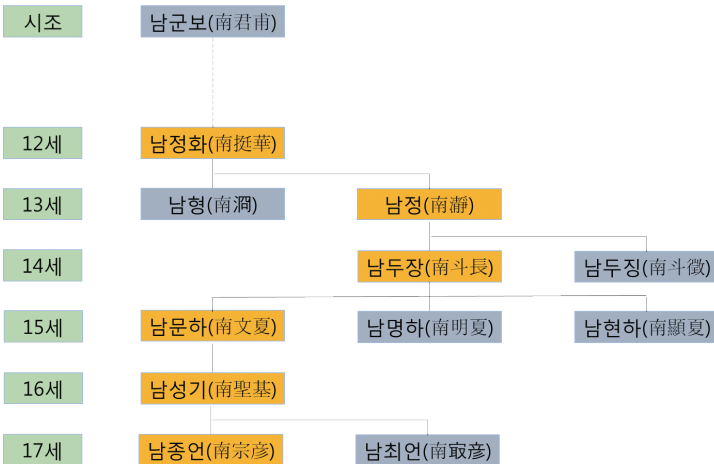 시조 남군보(南君甫)
12세 남정화(南挺華)
13세 남형(南泂) 남정(南瀞)
14세 남두장(南斗長) 남두징(南斗徵)
15세 남문하(南文夏) 남명하(南明夏) 남현하(南顯夏)
16세 남성기(南聖基)
17세 남종언(南宗彦) 남최언(南冣彦)